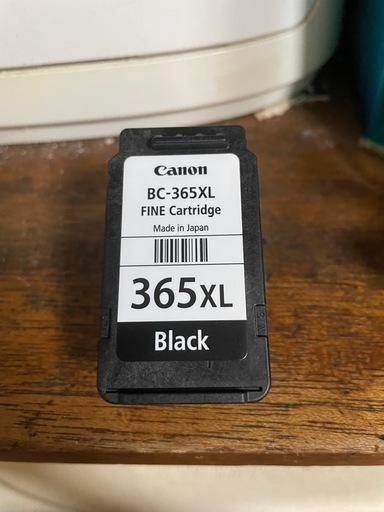 Canon
BC-365XL
FINE Cartridge
Made in Japan
365XL
Black